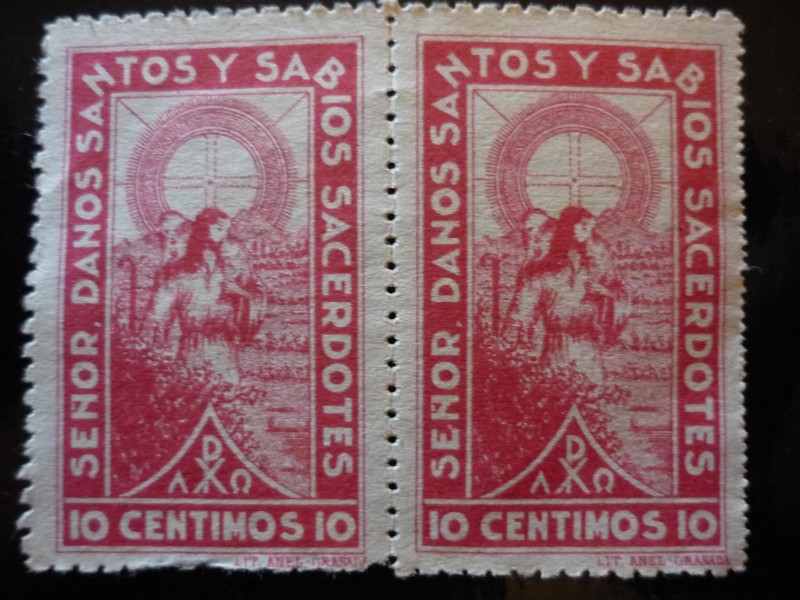 SEÑOR, DANOS SANTOS Y SABIOS SACERDOTES
Α Ω
10 CENTIMOS 10
LIT. ANEL-GRANADA
SEÑOR, DANOS SANTOS Y SABIOS SACERDOTES
Α Ω
10 CENTIMOS 10
LIT. ANEL-GRANADA